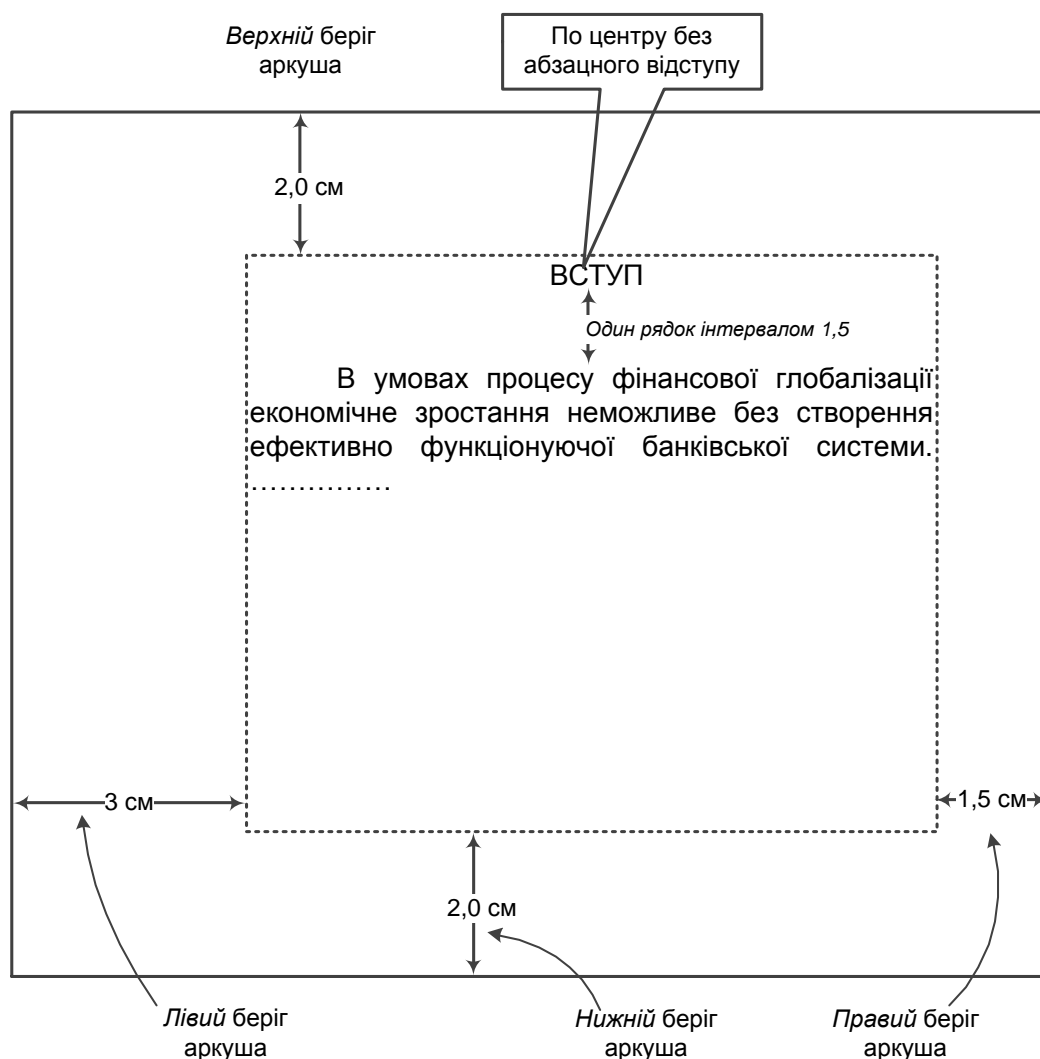 Верхній беріг
аркуша
По центру без
абзацного відступу
2,0 см
ВСТУП
Один рядок інтервалом 1,5
В умовах процесу фінансової глобалізації
економічне зростання неможливе без створення
ефективно функціонуючої банківської системи.
……………
3 см
1,5 см
2,0 см
Лівий беріг
аркуша
Нижній беріг
аркуша
Правий беріг
аркуша